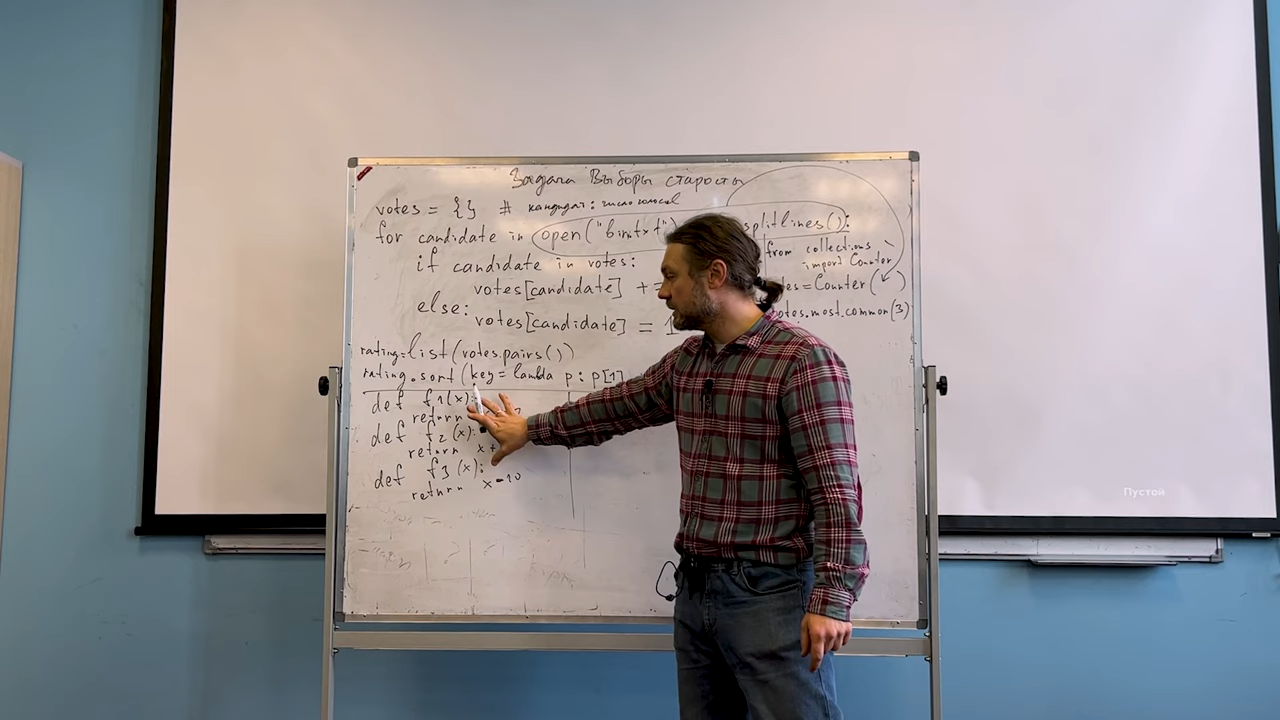 Задача Выборы старосты
votes = {} # кандидат: число голосов
for candidate in open("bin.txt") splitlines():
if candidate in votes:
votes[candidate] +=
else:
votes[candidate] = 1
from collections
import Counter
=Counter( )
votes.most_common(3)
rating=list(votes.pairs())
rating.sort(key=lambda p: p[1]
def f1(x):
return
def f2(x):
return x+
def f3(x):
return x-10
Пустой